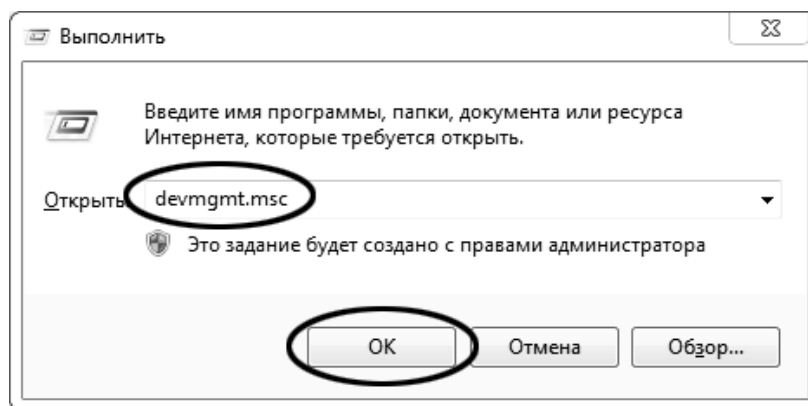 Выполнить
Введите имя программы, папки, документа или ресурса
Интернета, которые требуется открыть.
Открыть devmgmt.msc
Это задание будет создано с правами администратора
OK Отмена Обзор...